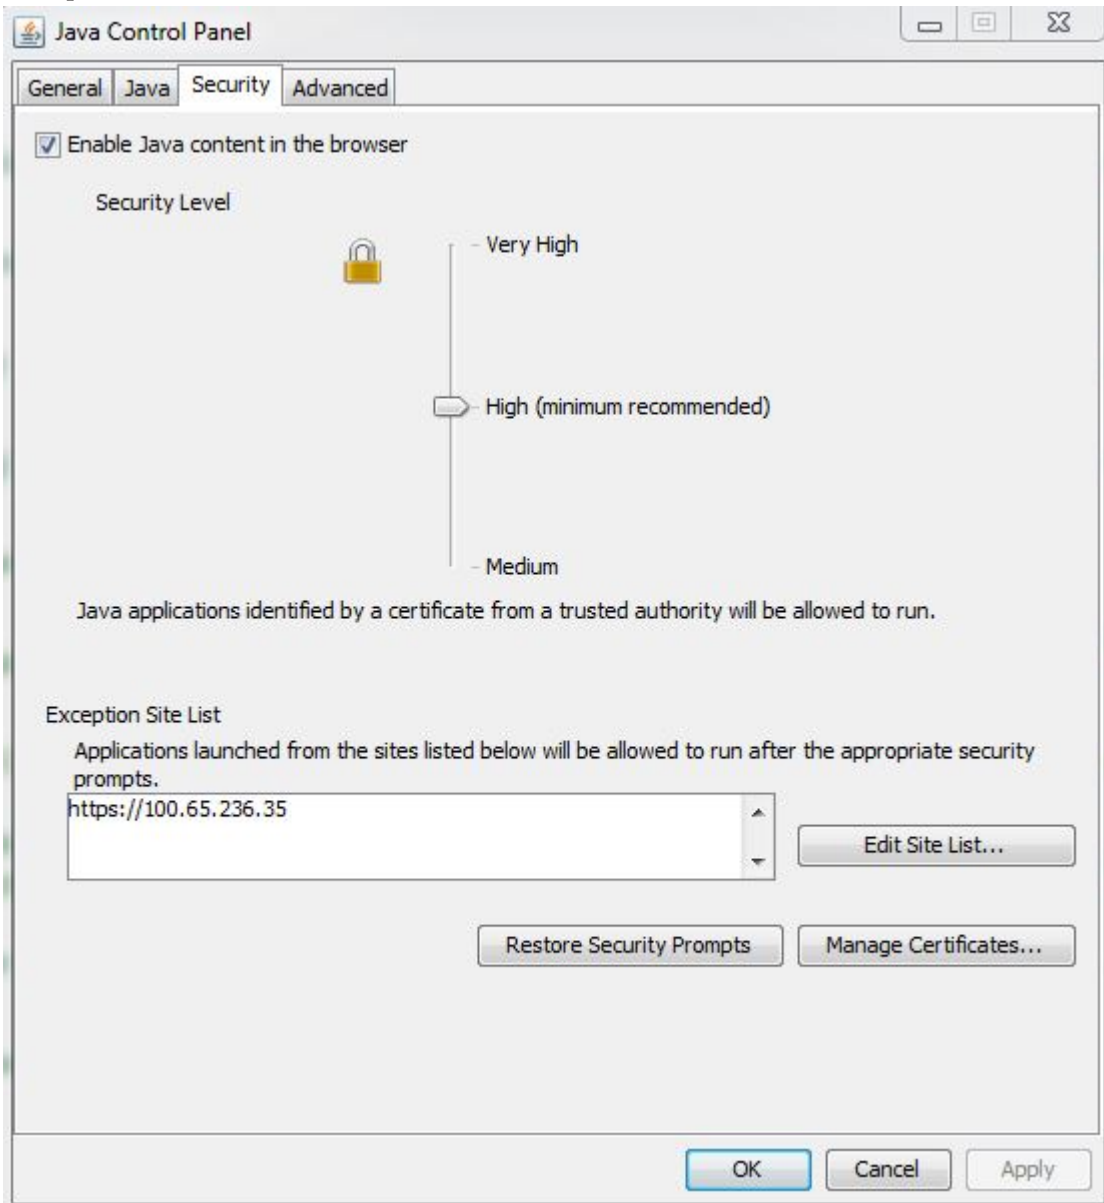 Java Control Panel
General
Java
Security
Advanced
Enable Java content in the browser
Security Level
Very High
High (minimum recommended)
Medium
Java applications identified by a certificate from a trusted authority will be allowed to run.
Exception Site List
Applications launched from the sites listed below will be allowed to run after the appropriate security
prompts.
https://100.65.236.35
Edit Site List...
Restore Security Prompts
Manage Certificates...
OK
Cancel
Apply